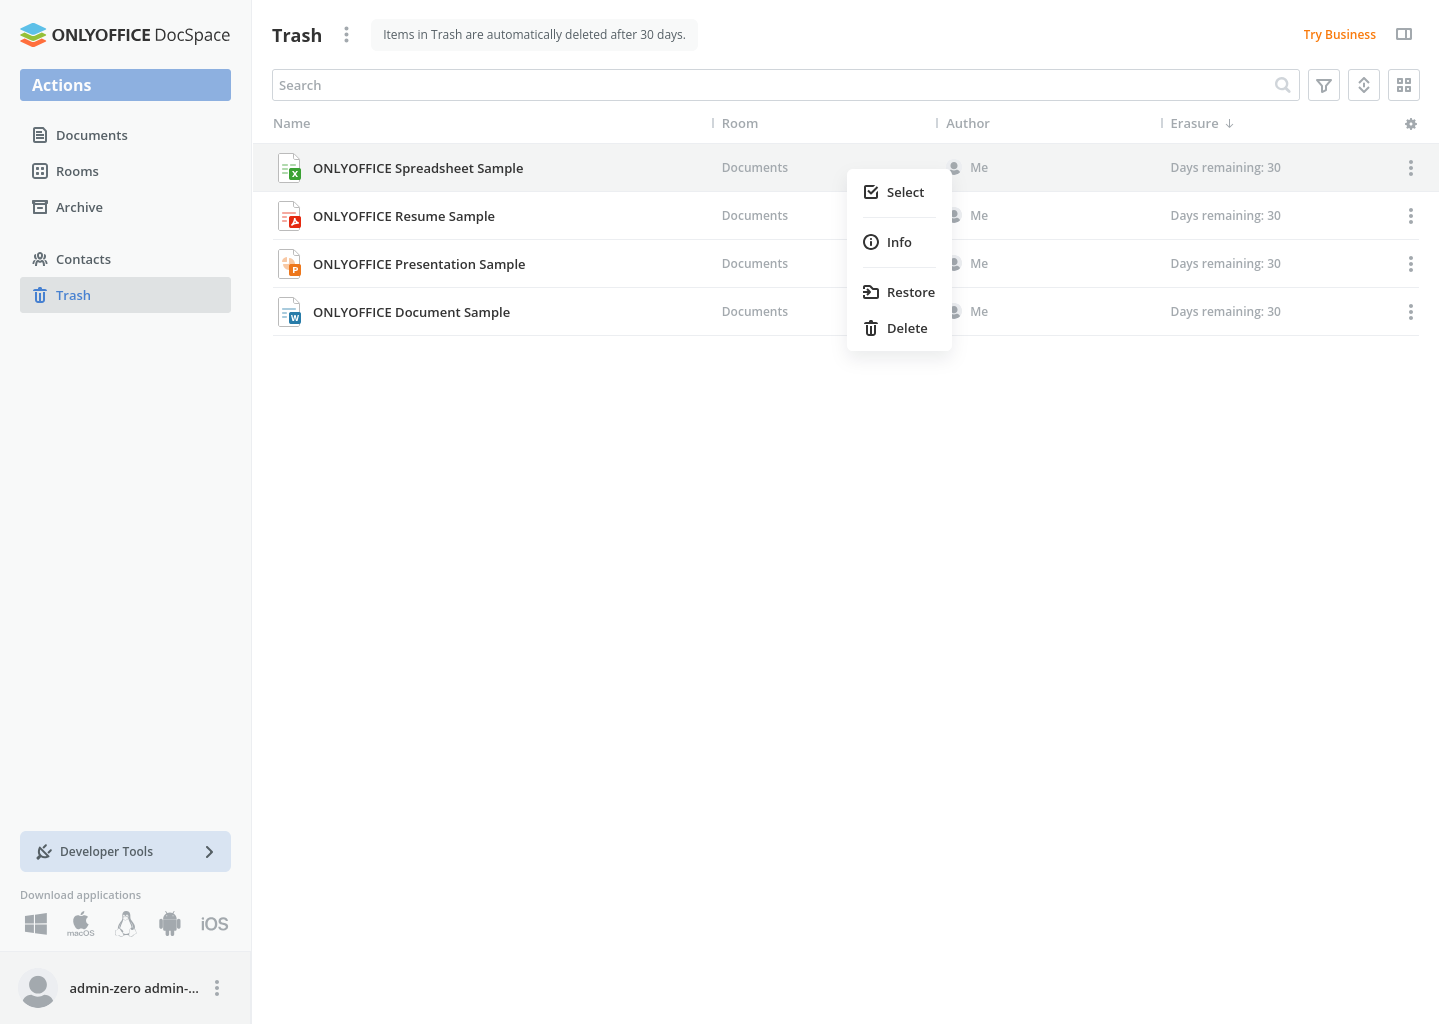 ONLYOFFICE DocSpace
Actions
Documents
Rooms
Archive
Contacts
Trash
Developer Tools
Download applications
macOS
iOS
admin-zero admin-...
Trash
Items in Trash are automatically deleted after 30 days.
Try Business
Search
Name
Room
Author
Erasure
ONLYOFFICE Spreadsheet Sample
Documents
Me
Days remaining: 30
ONLYOFFICE Resume Sample
Documents
Me
Days remaining: 30
ONLYOFFICE Presentation Sample
Documents
Me
Days remaining: 30
ONLYOFFICE Document Sample
Documents
Me
Days remaining: 30
Select
Info
Restore
Delete